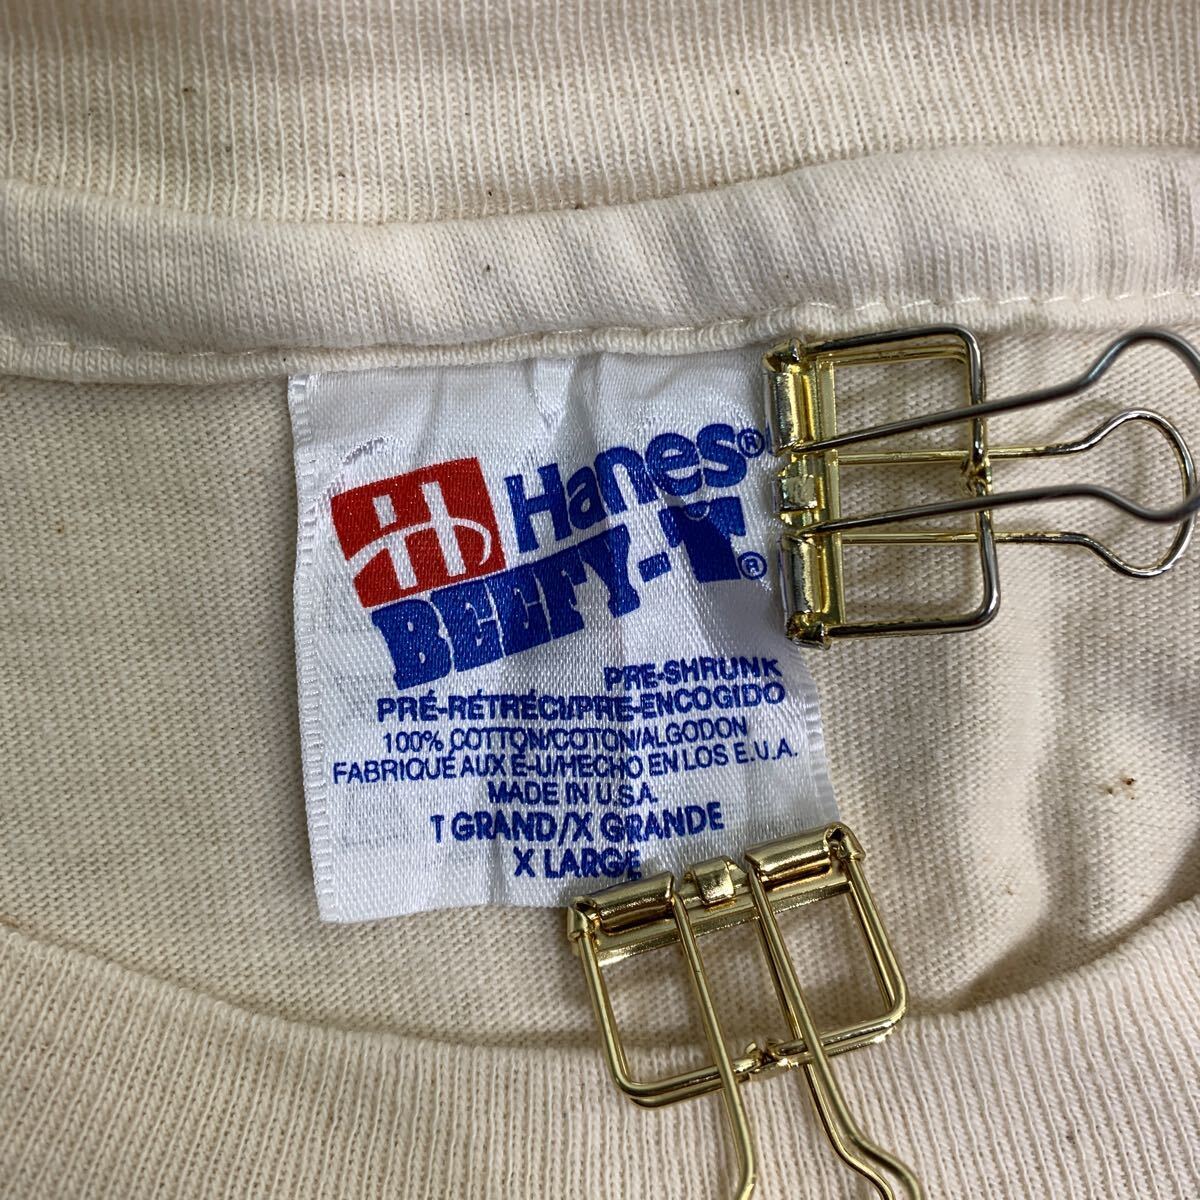 Hanes®
BEEFY-T®
PRE-SHRUNK
PRÉ-RÉTRÉCI/PRE-ENCOGIDO
100% COTTON/COTON/ALGODON
FABRIQUÉ AUX É-U/HECHO EN LOS E.U.A.
MADE IN U.S.A.
T GRAND/X GRANDE
X LARGE